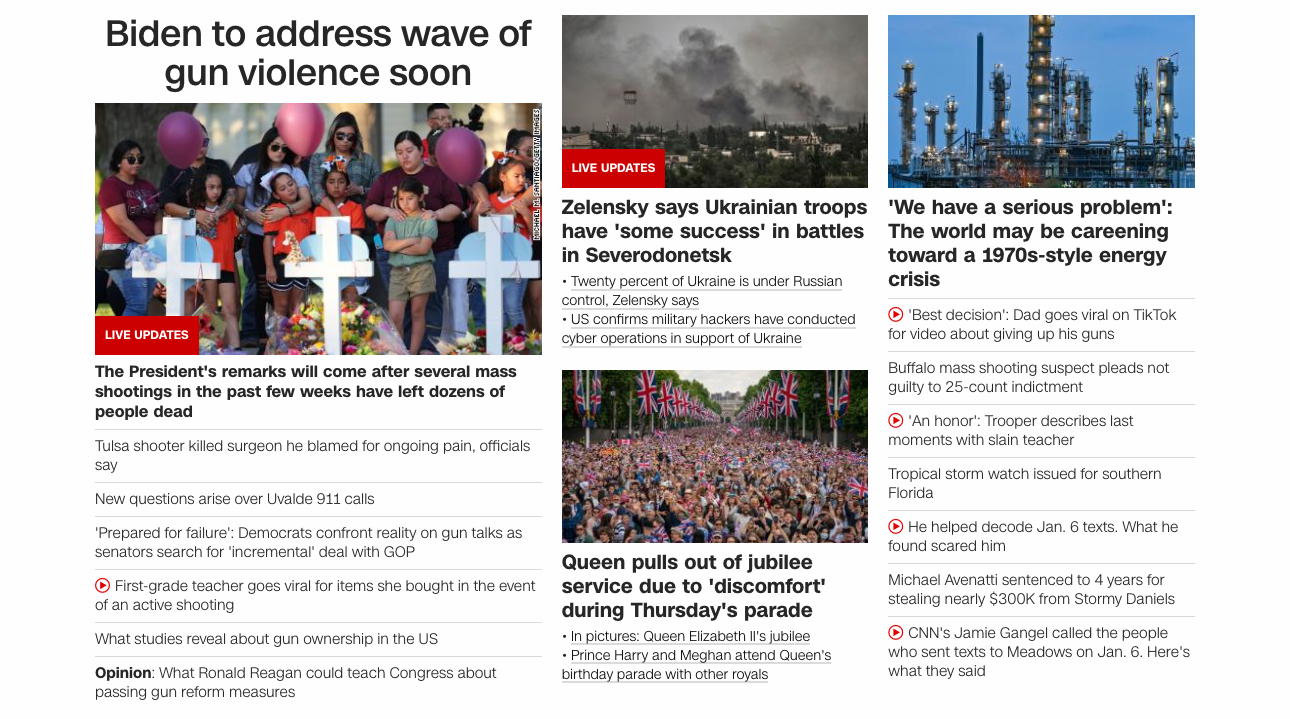 Biden to address wave of
gun violence soon
MICHAEL M. SANTIAGO/GETTY IMAGES
LIVE UPDATES
The President's remarks will come after several mass
shootings in the past few weeks have left dozens of
people dead
Tulsa shooter killed surgeon he blamed for ongoing pain, officials
say
New questions arise over Uvalde 911 calls
'Prepared for failure': Democrats confront reality on gun talks as
senators search for 'incremental' deal with GOP
First-grade teacher goes viral for items she bought in the event
of an active shooting
What studies reveal about gun ownership in the US
Opinion: What Ronald Reagan could teach Congress about
passing gun reform measures
LIVE UPDATES
Zelensky says Ukrainian troops
have 'some success' in battles
in Severodonetsk
• Twenty percent of Ukraine is under Russian
control, Zelensky says
• US confirms military hackers have conducted
cyber operations in support of Ukraine
Queen pulls out of jubilee
service due to 'discomfort'
during Thursday's parade
• In pictures: Queen Elizabeth II's jubilee
• Prince Harry and Meghan attend Queen's
birthday parade with other royals
'We have a serious problem':
The world may be careening
toward a 1970s-style energy
crisis
'Best decision': Dad goes viral on TikTok
for video about giving up his guns
Buffalo mass shooting suspect pleads not
guilty to 25-count indictment
'An honor': Trooper describes last
moments with slain teacher
Tropical storm watch issued for southern
Florida
He helped decode Jan. 6 texts. What he
found scared him
Michael Avenatti sentenced to 4 years for
stealing nearly $300K from Stormy Daniels
CNN's Jamie Gangel called the people
who sent texts to Meadows on Jan. 6. Here's
what they said